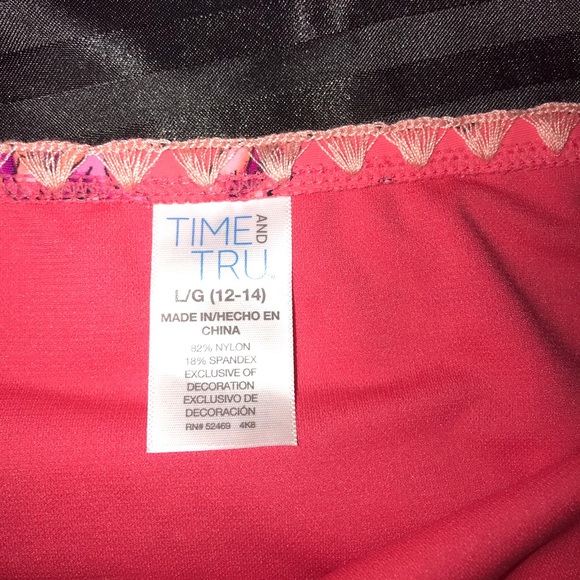 TIME AND
TRU
L/G (12-14)
MADE IN/HECHO EN
CHINA
82% NYLON
18% SPANDEX
EXCLUSIVE OF
DECORATION
EXCLUSIVO DE
DECORACIÓN
RN# 52469 4K8